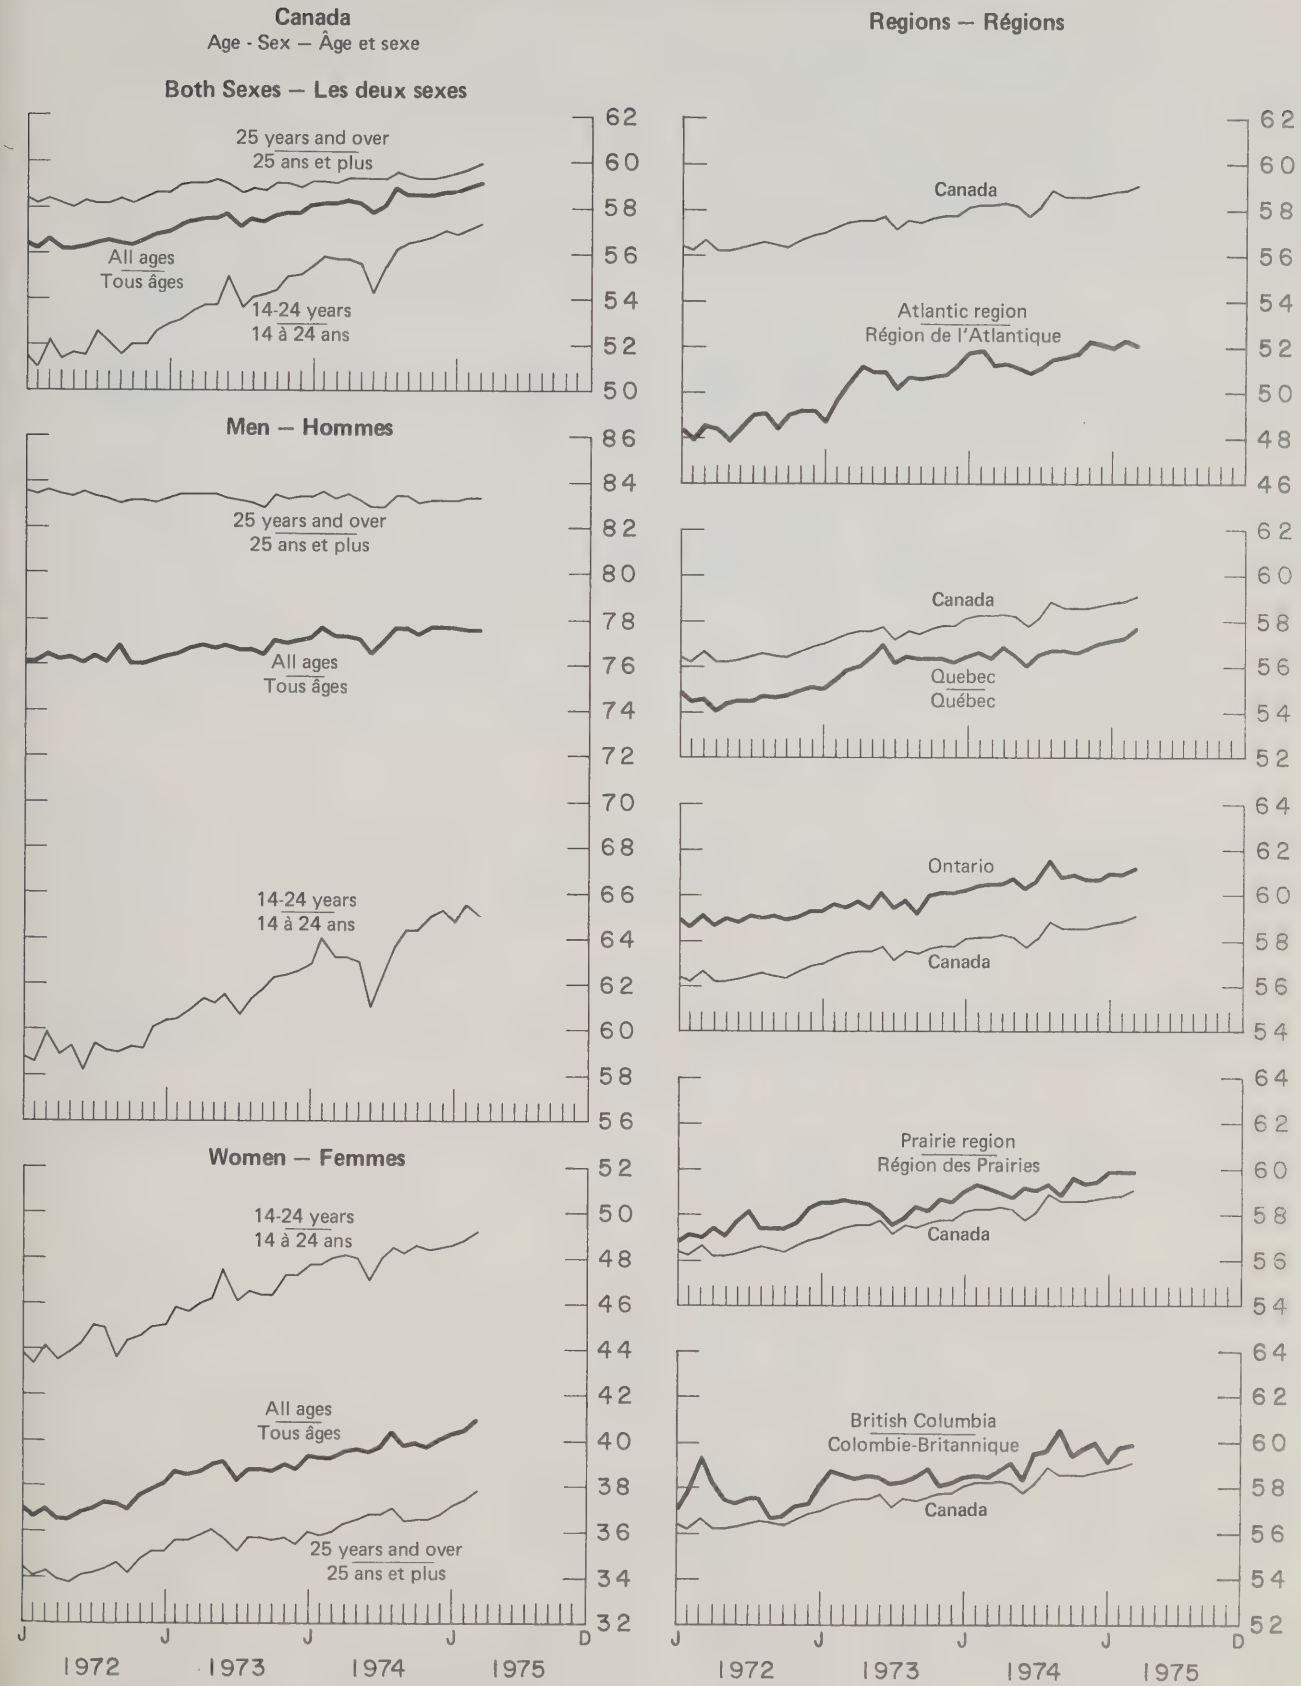 Canada
Age - Sex — Âge et sexe
Both Sexes — Les deux sexes
25 years and over
25 ans et plus
All ages
Tous âges
14-24 years
14 à 24 ans
62
60
58
56
54
52
50
Men — Hommes
25 years and over
25 ans et plus
All ages
Tous âges
14-24 years
14 à 24 ans
86
84
82
80
78
76
74
72
70
68
66
64
62
60
58
56
Women — Femmes
14-24 years
14 à 24 ans
All ages
Tous âges
25 years and over
25 ans et plus
52
50
48
46
44
42
40
38
36
34
32
J J J J D
1972 1973 1974 1975
Regions — Régions
Canada
Atlantic region
Région de l'Atlantique
62
60
58
56
54
52
50
48
46
Canada
Quebec
Québec
62
60
58
56
54
52
Ontario
Canada
64
62
60
58
56
54
Prairie region
Région des Prairies
Canada
64
62
60
58
56
54
British Columbia
Colombie-Britannique
Canada
64
62
60
58
56
54
52
J J J J D
1972 1973 1974 1975